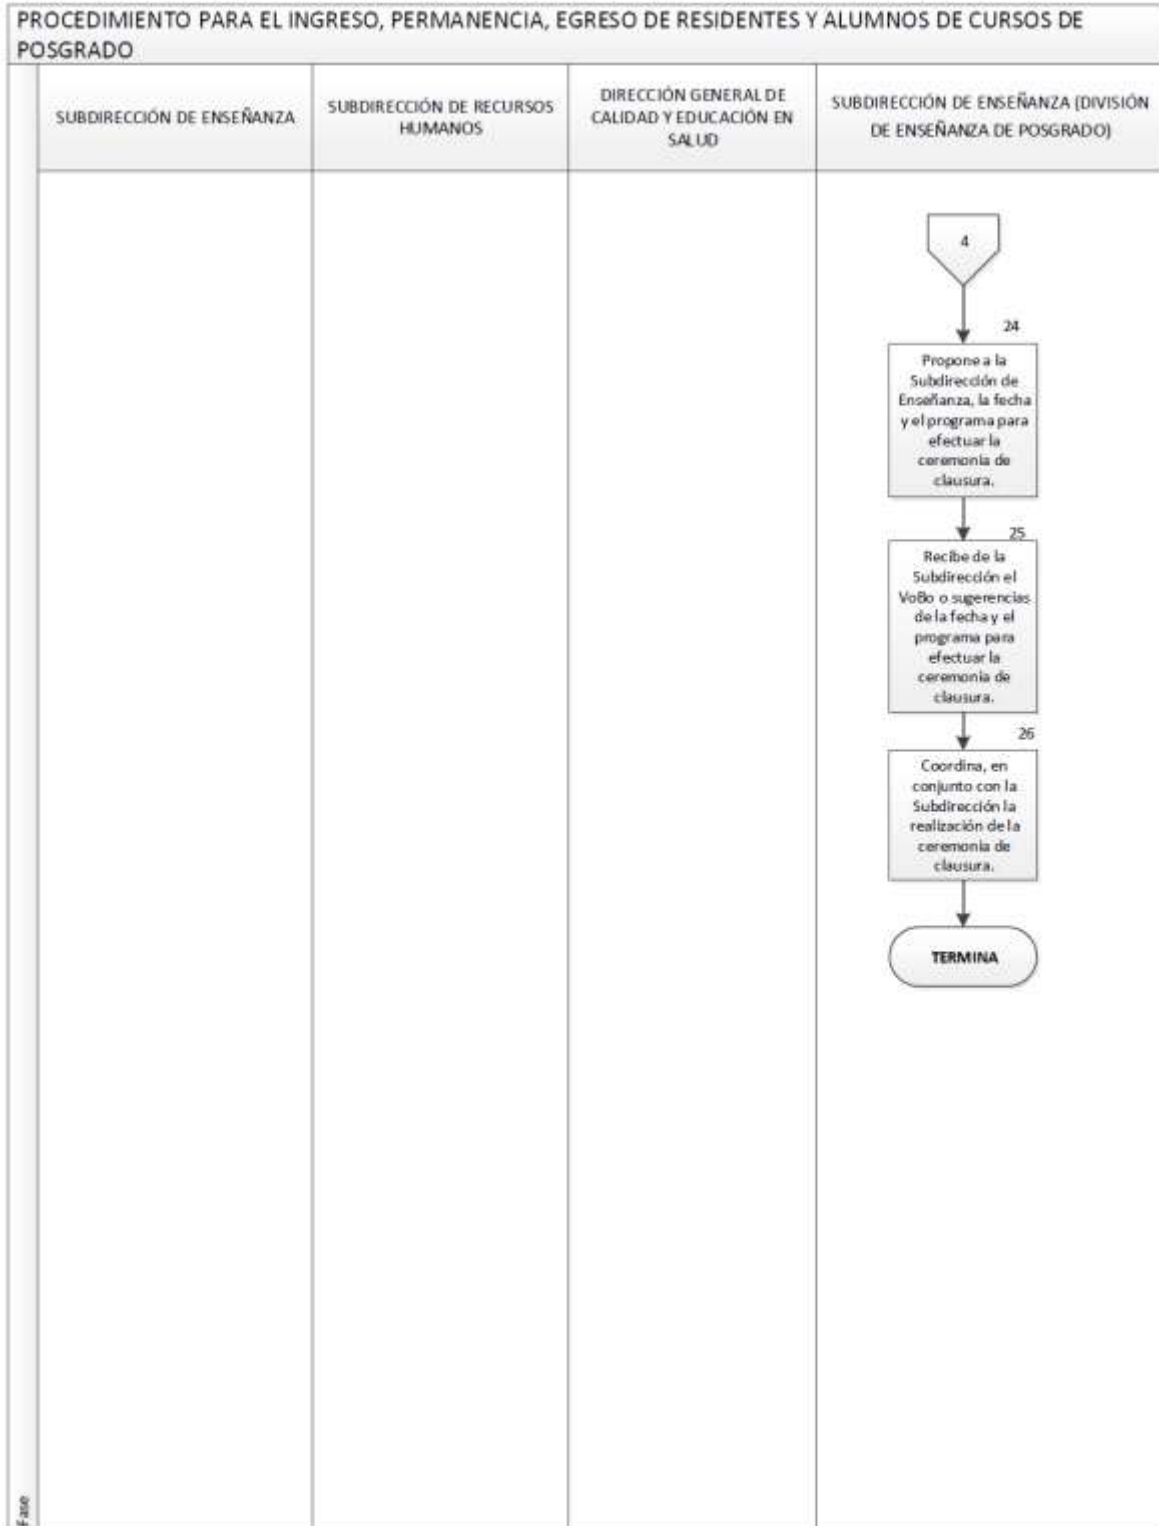 PROCEDIMIENTO PARA EL INGRESO, PERMANENCIA, EGRESO DE RESIDENTES Y ALUMNOS DE CURSOS DE
POSGRADO
SUBDIRECCIÓN DE ENSEÑANZA
SUBDIRECCIÓN DE RECURSOS
HUMANOS
DIRECCIÓN GENERAL DE
CALIDAD Y EDUCACIÓN EN
SALUD
SUBDIRECCIÓN DE ENSEÑANZA (DIVISIÓN
DE ENSEÑANZA DE POSGRADO)
4
24
Propone a la
Subdirección de
Enseñanza, la fecha
y el programa para
efectuar la
ceremonia de
clausura.
25
Recibe de la
Subdirección el
VoBo o sugerencias
de la fecha y el
programa para
efectuar la
ceremonia de
clausura.
26
Coordina, en
conjunto con la
Subdirección la
realización de la
ceremonia de
clausura.
TERMINA
Fase